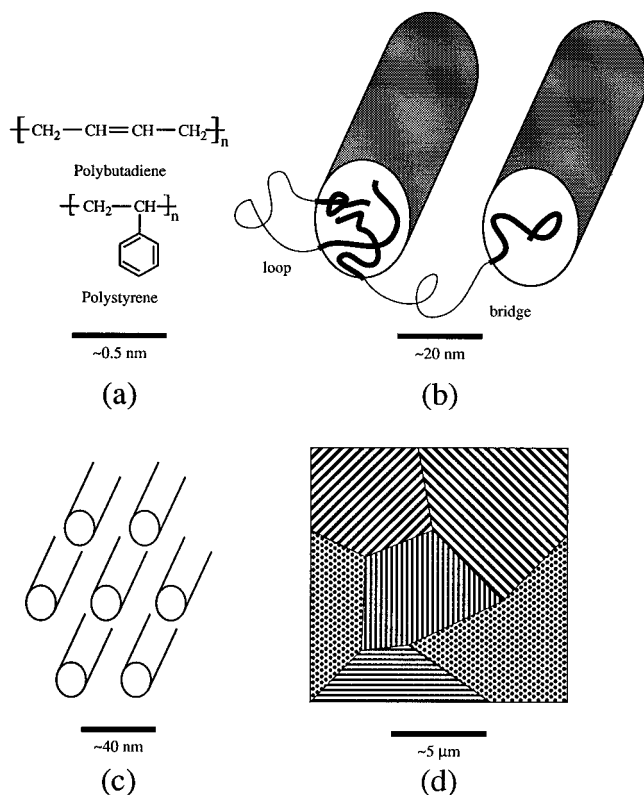 -[CH₂—CH=CH—CH₂]-n
Polybutadiene
-[CH₂—CH]-n
Polystyrene
~0.5 nm
(a)
loop
bridge
~20 nm
(b)
~40 nm
(c)
~5 μm
(d)